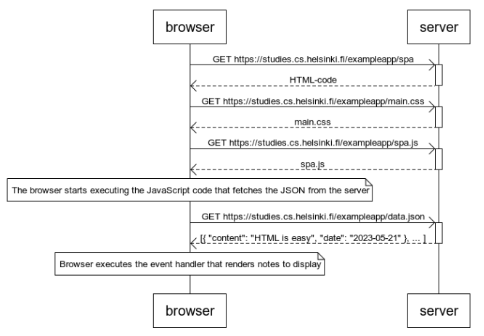 browser
server
GET https://studies.cs.helsinki.fi/exampleapp/spa
HTML-code
GET https://studies.cs.helsinki.fi/exampleapp/main.css
main.css
GET https://studies.cs.helsinki.fi/exampleapp/spa.js
spa.js
The browser starts executing the JavaScript code that fetches the JSON from the server
GET https://studies.cs.helsinki.fi/exampleapp/data.json
[{ "content": "HTML is easy", "date": "2023-05-21" }, ... ]
Browser executes the event handler that renders notes to display
browser
server